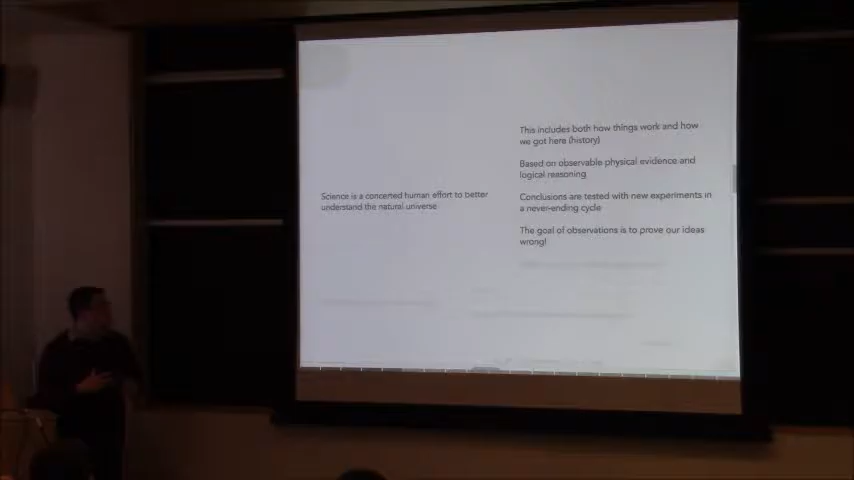 Science is a concerted human effort to better
understand the natural universe
This includes both how things work and how
we got here (history)
Based on observable physical evidence and
logical reasoning
Conclusions are tested with new experiments in
a never-ending cycle
The goal of observations is to prove our ideas
wrong!